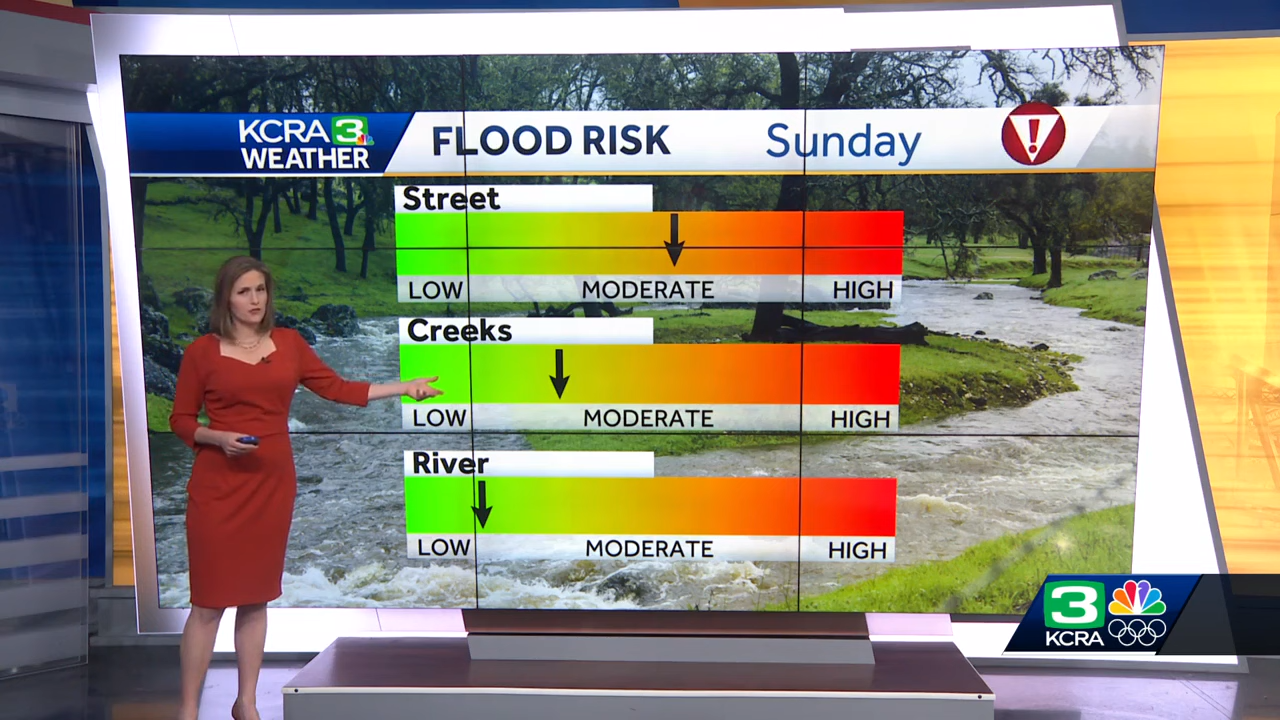 KCRA 3
WEATHER
FLOOD RISK
Sunday
Street
LOW MODERATE HIGH
Creeks
LOW MODERATE HIGH
River
LOW MODERATE HIGH
3
KCRA